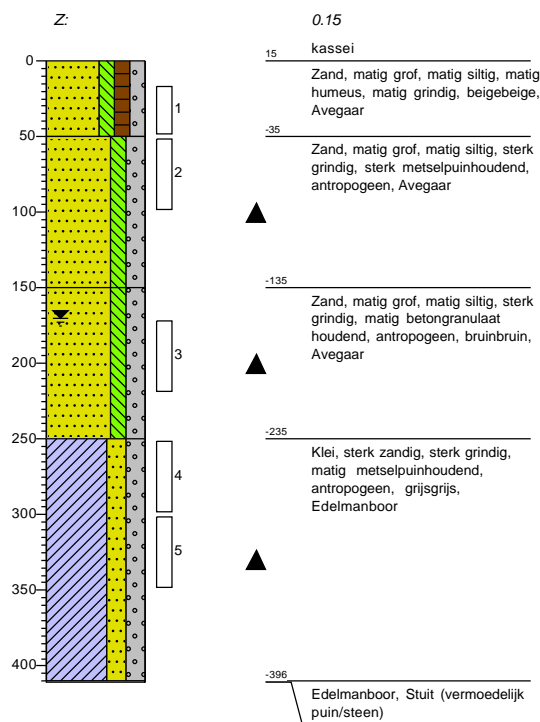 Z: 0.15
kassei
0
15
Zand, matig grof, matig siltig, matig
humeus, matig grindig, beigebeige,
Avegaar
1
50
-35
Zand, matig grof, matig siltig, sterk
grindig, sterk metselpuinhoudend,
antropogeen, Avegaar
2
100
150
-135
Zand, matig grof, matig siltig, sterk
grindig, matig betongranulaat
houdend, antropogeen, bruinbruin,
Avegaar
3
200
250
-235
Klei, sterk zandig, sterk grindig,
matig metselpuinhoudend,
antropogeen, grijsgrijs,
Edelmanboor
4
300
5
350
400
-396
Edelmanboor, Stuit (vermoedelijk
puin/steen)